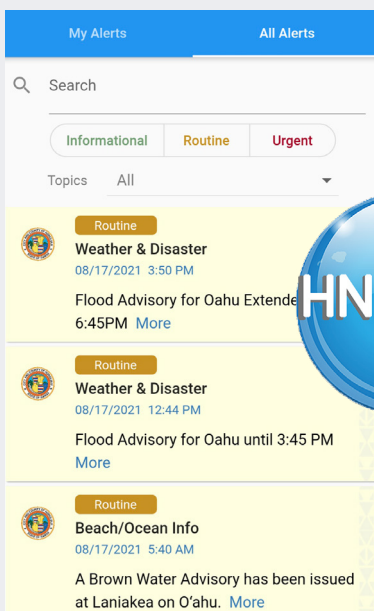 My Alerts
All Alerts
Search
Informational
Routine
Urgent
Topics All
Routine
Weather & Disaster
08/17/2021 3:50 PM
Flood Advisory for Oahu
6:45PM More
HN
Routine
Weather & Disaster
08/17/2021 12:44 PM
Flood Advisory for Oahu until 3:45 PM
More
Routine
Beach/Ocean Info
08/17/2021 5:40 AM
A Brown Water Advisory has been issued
at Laniakea on Oʻahu. More